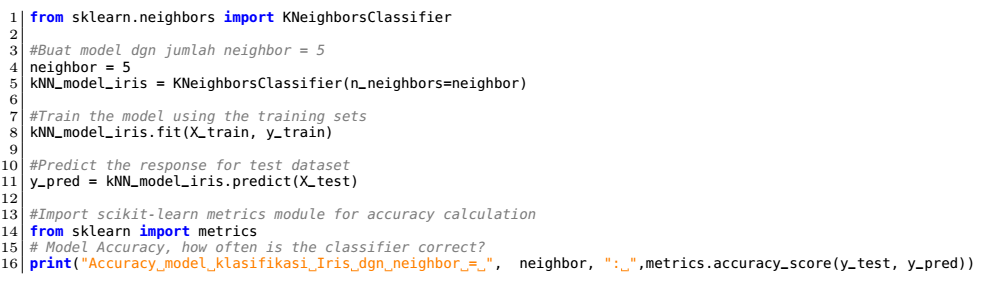 1 from sklearn.neighbors import KNeighborsClassifier
2
3 #Buat model dgn jumlah neighbor = 5
4 neighbor = 5
5 kNN_model_iris = KNeighborsClassifier(n_neighbors=neighbor)
6
7 #Train the model using the training sets
8 kNN_model_iris.fit(X_train, y_train)
9
10 #Predict the response for test dataset
11 y_pred = kNN_model_iris.predict(X_test)
12
13 #Import scikit-learn metrics module for accuracy calculation
14 from sklearn import metrics
15 # Model Accuracy, how often is the classifier correct?
16 print("Accuracy␣model␣klasifikasi␣Iris␣dgn␣neighbor␣=␣",  neighbor, ":␣",metrics.accuracy_score(y_test, y_pred))